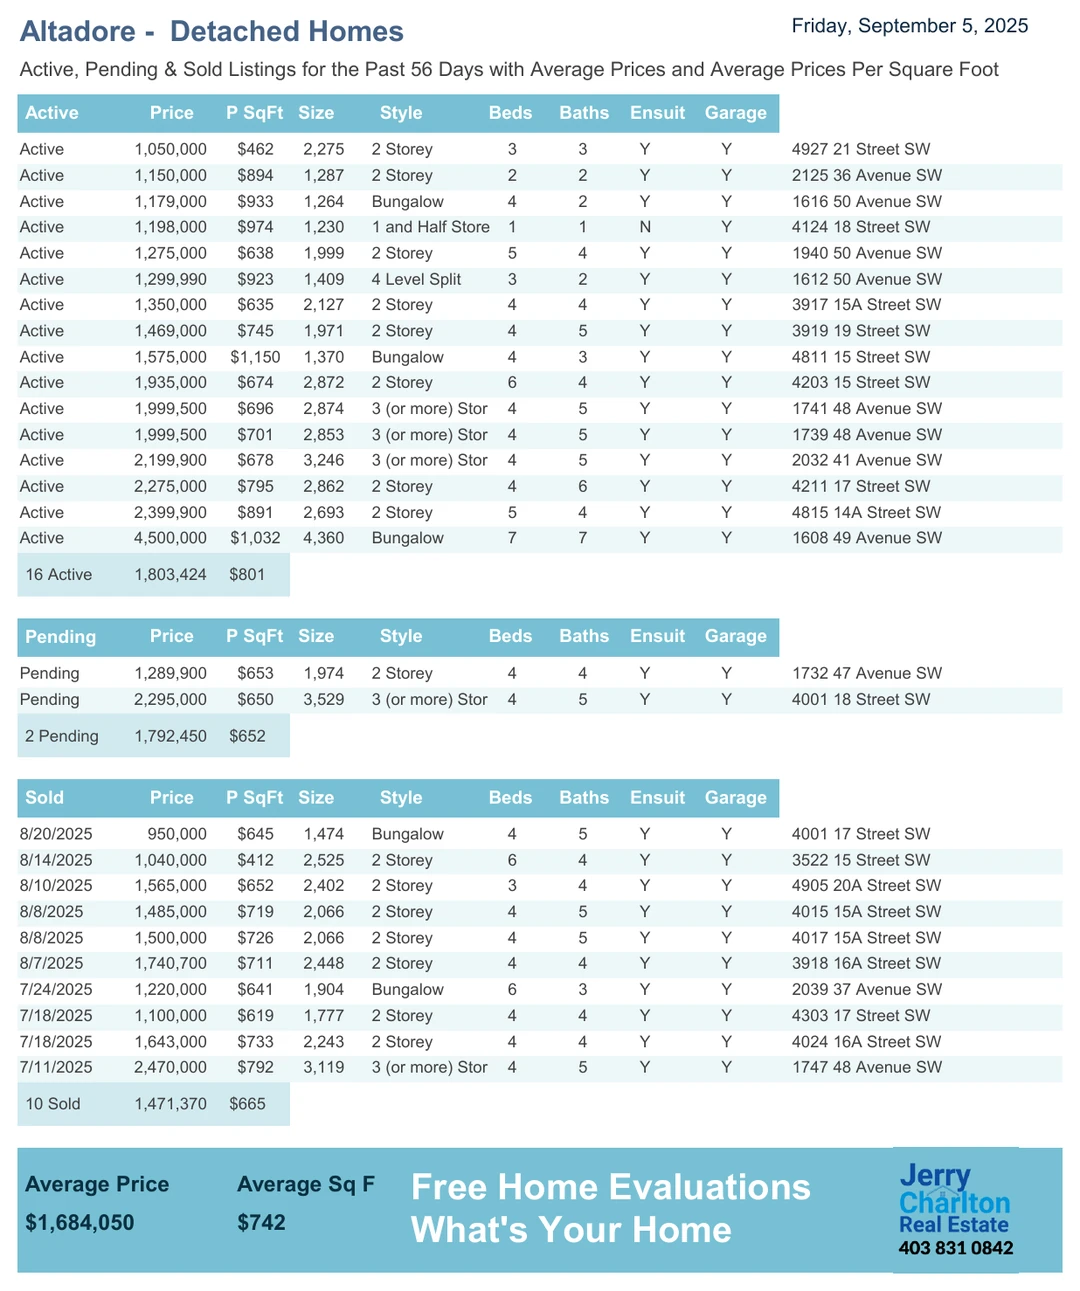 Altadore -  Detached Homes
Friday, September 5, 2025
Active, Pending & Sold Listings for the Past 56 Days with Average Prices and Average Prices Per Square Foot
Active Price P SqFt Size Style Beds Baths Ensuit Garage
Active 1,050,000 $462 2,275 2 Storey 3 3 Y Y 4927 21 Street SW
Active 1,150,000 $894 1,287 2 Storey 2 2 Y Y 2125 36 Avenue SW
Active 1,179,000 $933 1,264 Bungalow 4 2 Y Y 1616 50 Avenue SW
Active 1,198,000 $974 1,230 1 and Half Store 1 1 N Y 4124 18 Street SW
Active 1,275,000 $638 1,999 2 Storey 5 4 Y Y 1940 50 Avenue SW
Active 1,299,990 $923 1,409 4 Level Split 3 2 Y Y 1612 50 Avenue SW
Active 1,350,000 $635 2,127 2 Storey 4 4 Y Y 3917 15A Street SW
Active 1,469,000 $745 1,971 2 Storey 4 5 Y Y 3919 19 Street SW
Active 1,575,000 $1,150 1,370 Bungalow 4 3 Y Y 4811 15 Street SW
Active 1,935,000 $674 2,872 2 Storey 6 4 Y Y 4203 15 Street SW
Active 1,999,500 $696 2,874 3 (or more) Stor 4 5 Y Y 1741 48 Avenue SW
Active 1,999,500 $701 2,853 3 (or more) Stor 4 5 Y Y 1739 48 Avenue SW
Active 2,199,900 $678 3,246 3 (or more) Stor 4 5 Y Y 2032 41 Avenue SW
Active 2,275,000 $795 2,862 2 Storey 4 6 Y Y 4211 17 Street SW
Active 2,399,900 $891 2,693 2 Storey 5 4 Y Y 4815 14A Street SW
Active 4,500,000 $1,032 4,360 Bungalow 7 7 Y Y 1608 49 Avenue SW
16 Active 1,803,424 $801
Pending Price P SqFt Size Style Beds Baths Ensuit Garage
Pending 1,289,900 $653 1,974 2 Storey 4 4 Y Y 1732 47 Avenue SW
Pending 2,295,000 $650 3,529 3 (or more) Stor 4 5 Y Y 4001 18 Street SW
2 Pending 1,792,450 $652
Sold Price P SqFt Size Style Beds Baths Ensuit Garage
8/20/2025 950,000 $645 1,474 Bungalow 4 5 Y Y 4001 17 Street SW
8/14/2025 1,040,000 $412 2,525 2 Storey 6 4 Y Y 3522 15 Street SW
8/10/2025 1,565,000 $652 2,402 2 Storey 3 4 Y Y 4905 20A Street SW
8/8/2025 1,485,000 $719 2,066 2 Storey 4 5 Y Y 4015 15A Street SW
8/8/2025 1,500,000 $726 2,066 2 Storey 4 5 Y Y 4017 15A Street SW
8/7/2025 1,740,700 $711 2,448 2 Storey 4 4 Y Y 3918 16A Street SW
7/24/2025 1,220,000 $641 1,904 Bungalow 6 3 Y Y 2039 37 Avenue SW
7/18/2025 1,100,000 $619 1,777 2 Storey 4 4 Y Y 4303 17 Street SW
7/18/2025 1,643,000 $733 2,243 2 Storey 4 4 Y Y 4024 16A Street SW
7/11/2025 2,470,000 $792 3,119 3 (or more) Stor 4 5 Y Y 1747 48 Avenue SW
10 Sold 1,471,370 $665
Average Price Average Sq F
$1,684,050 $742
Free Home Evaluations
What's Your Home
Jerry
Charlton
Real Estate
403 831 0842